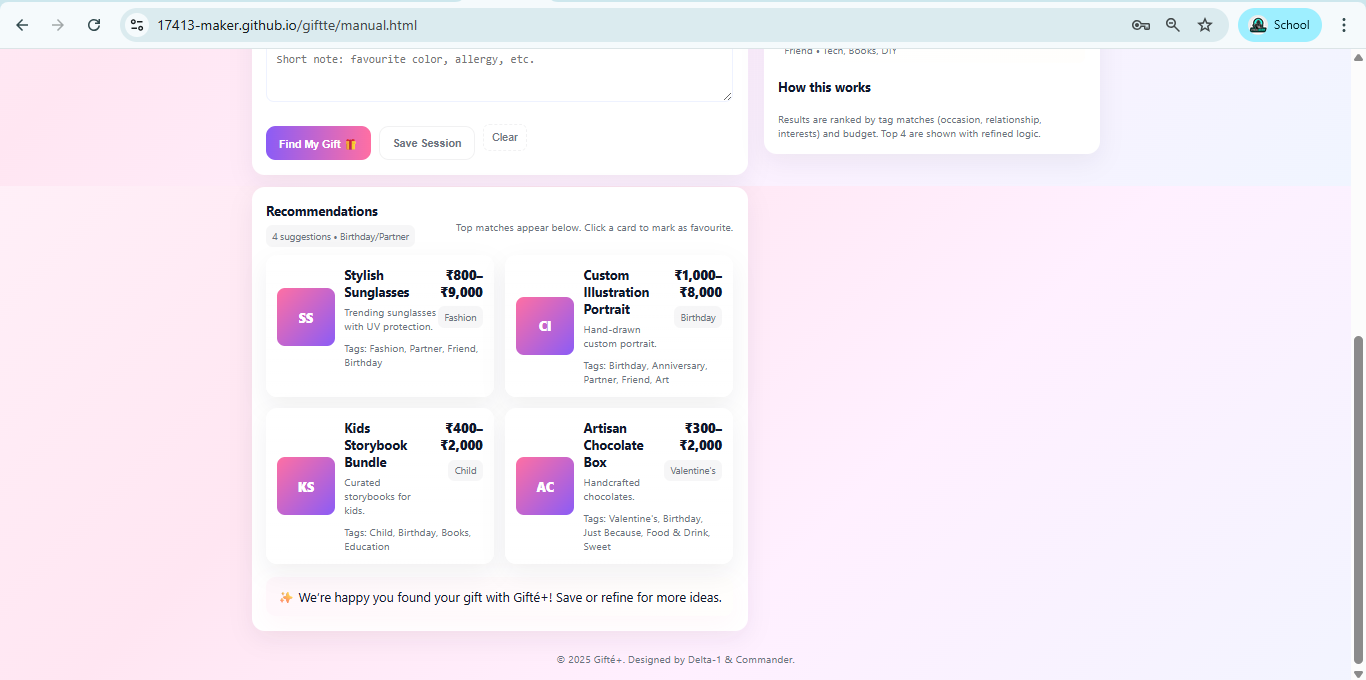 17413-maker.github.io/giftte/manual.html
School
Short note: favourite color, allergy, etc.
Find My Gift 🎁
Save Session
Clear
Friend • Tech, Books, DIY
How this works
Results are ranked by tag matches (occasion, relationship,
interests) and budget. Top 4 are shown with refined logic.
Recommendations
4 suggestions • Birthday/Partner
Top matches appear below. Click a card to mark as favourite.
SS
Stylish
Sunglasses
Trending sunglasses
with UV protection.
₹800–
₹9,000
Fashion
Tags: Fashion, Partner, Friend,
Birthday
CI
Custom
Illustration
Portrait
Hand-drawn
custom portrait.
₹1,000–
₹8,000
Birthday
Tags: Birthday, Anniversary,
Partner, Friend, Art
KS
Kids
Storybook
Bundle
Curated
storybooks for
kids.
₹400–
₹2,000
Child
Tags: Child, Birthday, Books,
Education
AC
Artisan
Chocolate
Box
Handcrafted
chocolates.
₹300–
₹2,000
Valentine's
Tags: Valentine's, Birthday,
Just Because, Food & Drink,
Sweet
✨ We're happy you found your gift with Gifté+! Save or refine for more ideas.
© 2025 Gifté+. Designed by Delta-1 & Commander.